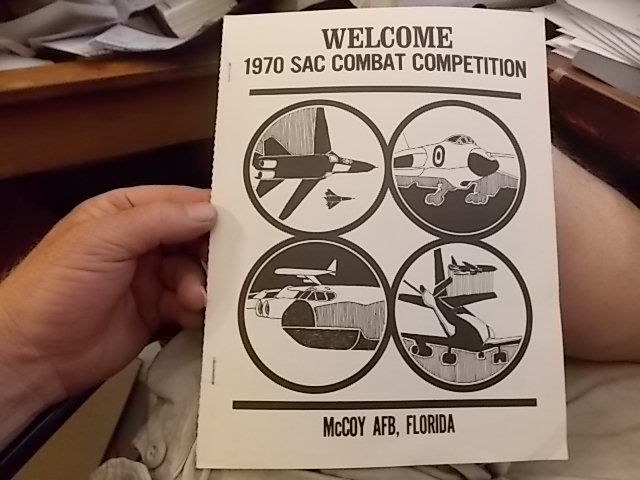 WELCOME
1970 SAC COMBAT COMPETITION
McCOY AFB, FLORIDA